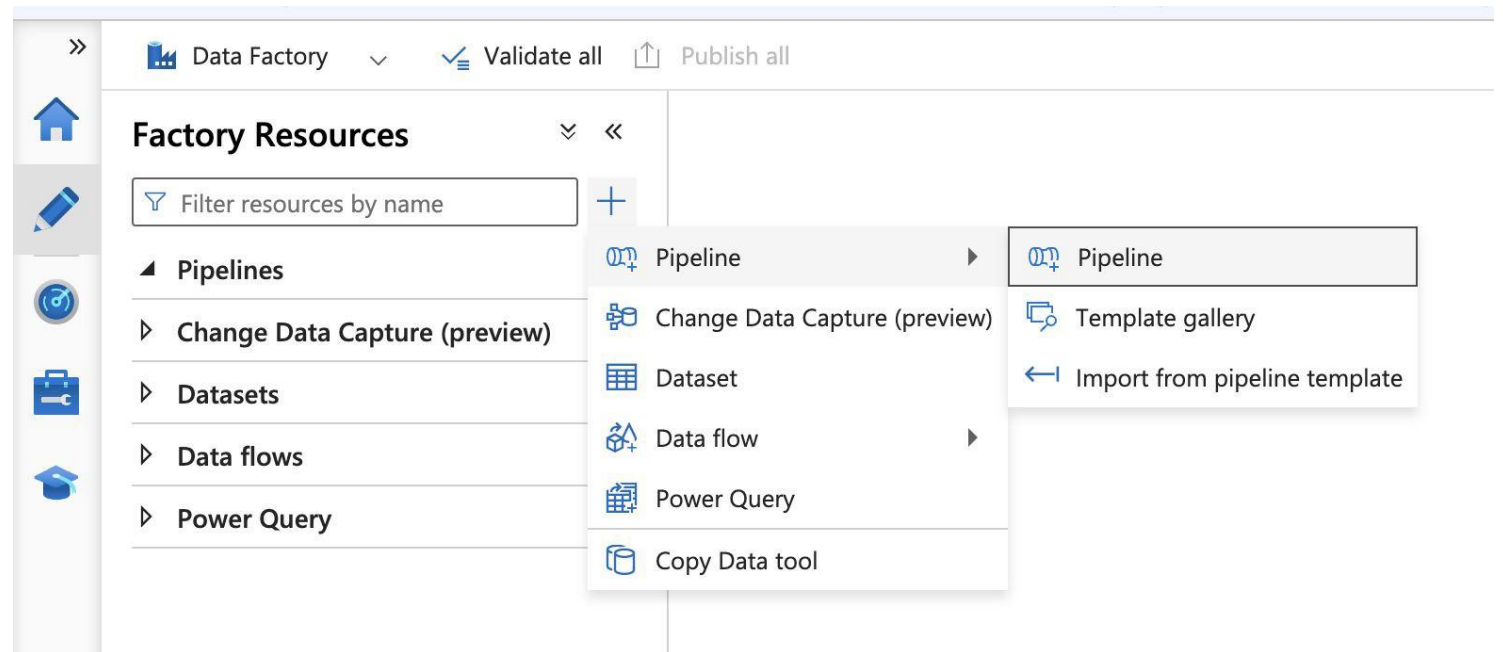 Data Factory
Validate all
Publish all
Factory Resources
Filter resources by name
Pipelines
Change Data Capture (preview)
Datasets
Data flows
Power Query
Pipeline
Change Data Capture (preview)
Dataset
Data flow
Power Query
Copy Data tool
Pipeline
Template gallery
Import from pipeline template